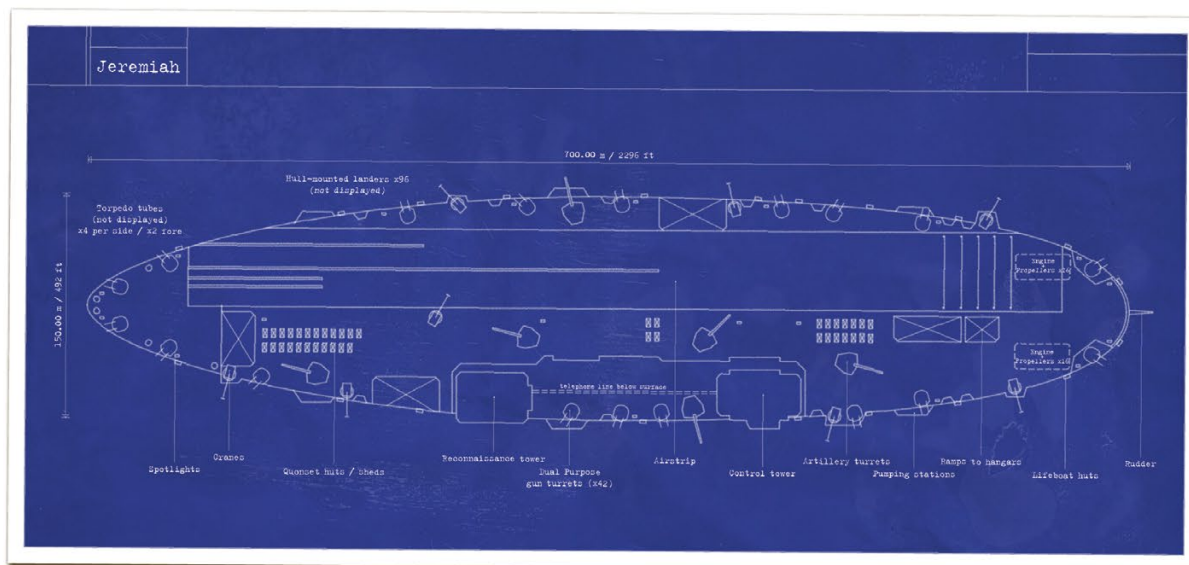 Jeremiah
700.00 m / 2296 ft
Hull-mounted landers x96
(not displayed)
Torpedo tubes
(not displayed)
x4 per side / x2 fore
150.00 m / 492 ft
Engine
Propellers x16
Engine
Propellers x16
telephone line below surface
Spotlights
Cranes
Quonset huts / sheds
Reconnaissance tower
Dual Purpose
gun turrets (x42)
Airstrip
Control tower
Artillery turrets
Pumping stations
Ramps to hangars
Lifeboat huts
Rudder